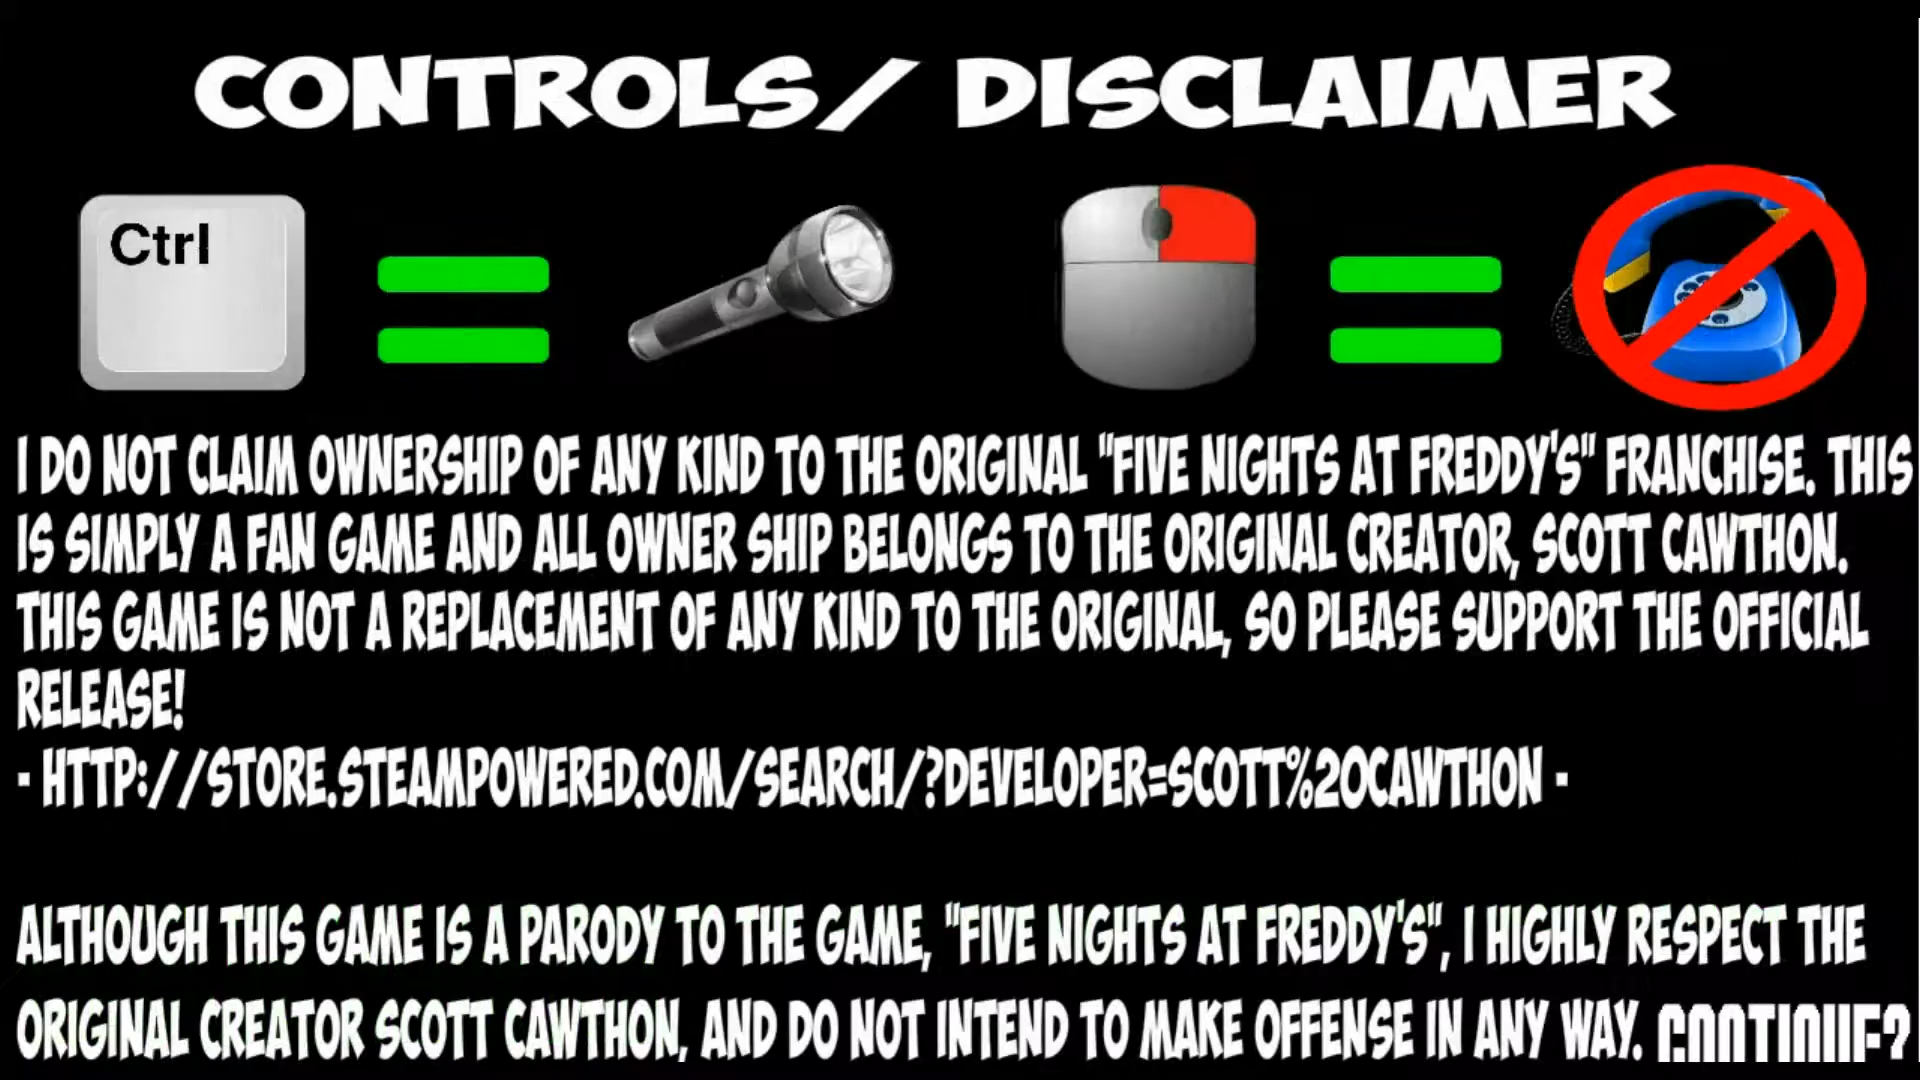 CONTROLS/ DISCLAIMER
Ctrl
I DO NOT CLAIM OWNERSHIP OF ANY KIND TO THE ORIGINAL "FIVE NIGHTS AT FREDDY'S" FRANCHISE. THIS
IS SIMPLY A FAN GAME AND ALL OWNER SHIP BELONGS TO THE ORIGINAL CREATOR, SCOTT CAWTHON.
THIS GAME IS NOT A REPLACEMENT OF ANY KIND TO THE ORIGINAL, SO PLEASE SUPPORT THE OFFICIAL
RELEASE!
- HTTP://STORE.STEAMPOWERED.COM/SEARCH/?DEVELOPER=SCOTT%20CAWTHON -
ALTHOUGH THIS GAME IS A PARODY TO THE GAME, "FIVE NIGHTS AT FREDDY'S", I HIGHLY RESPECT THE
ORIGINAL CREATOR SCOTT CAWTHON, AND DO NOT INTEND TO MAKE OFFENSE IN ANY WAY. CONTINUE?